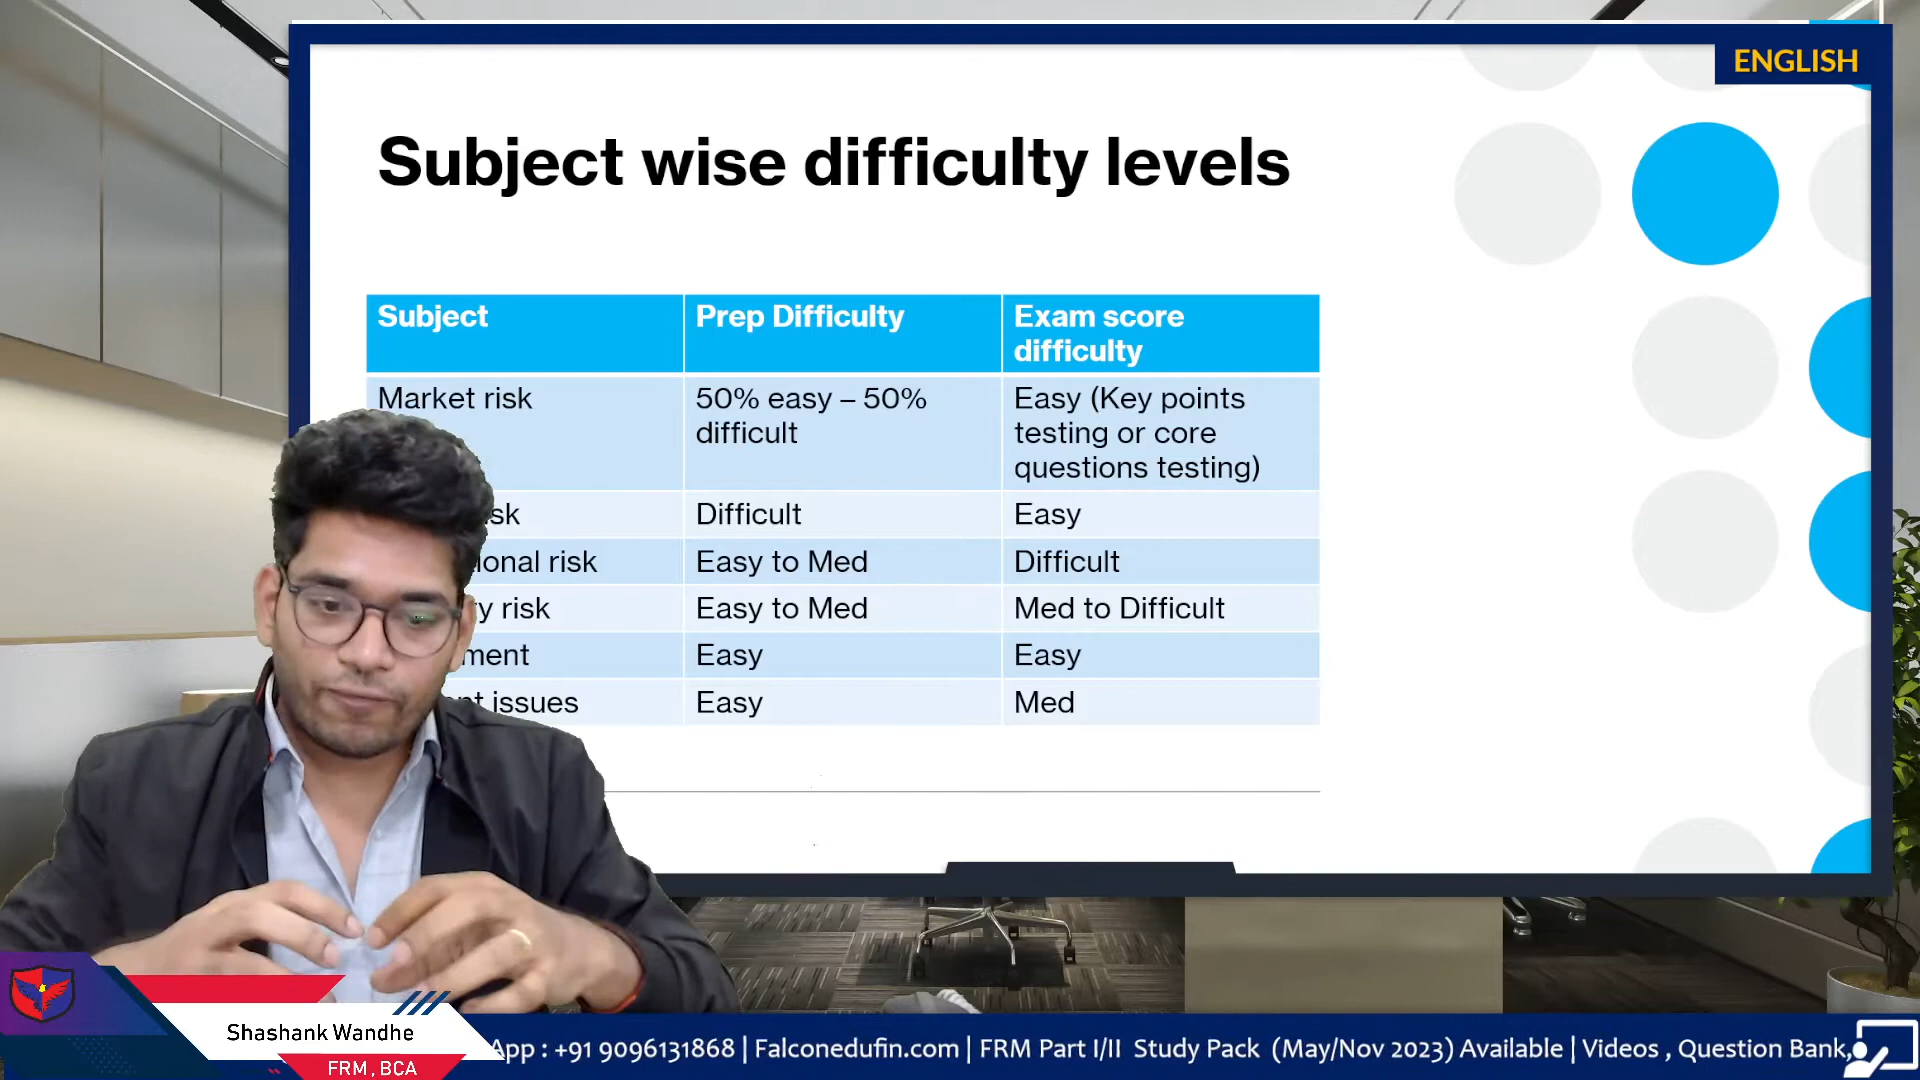 ENGLISH
Subject wise difficulty levels
Subject Prep Difficulty Exam score
difficulty
Market risk 50% easy – 50% Easy (Key points
difficult testing or core
questions testing)
Difficult Easy
risk Easy to Med Difficult
risk Easy to Med Med to Difficult
Easy Easy
issues Easy Med
Shashank Wandhe
FRM, BCA
App : +91 9096131868 | Falconedufin.com | FRM Part I/II Study Pack (May/Nov 2023) Available | Videos , Question Bank,